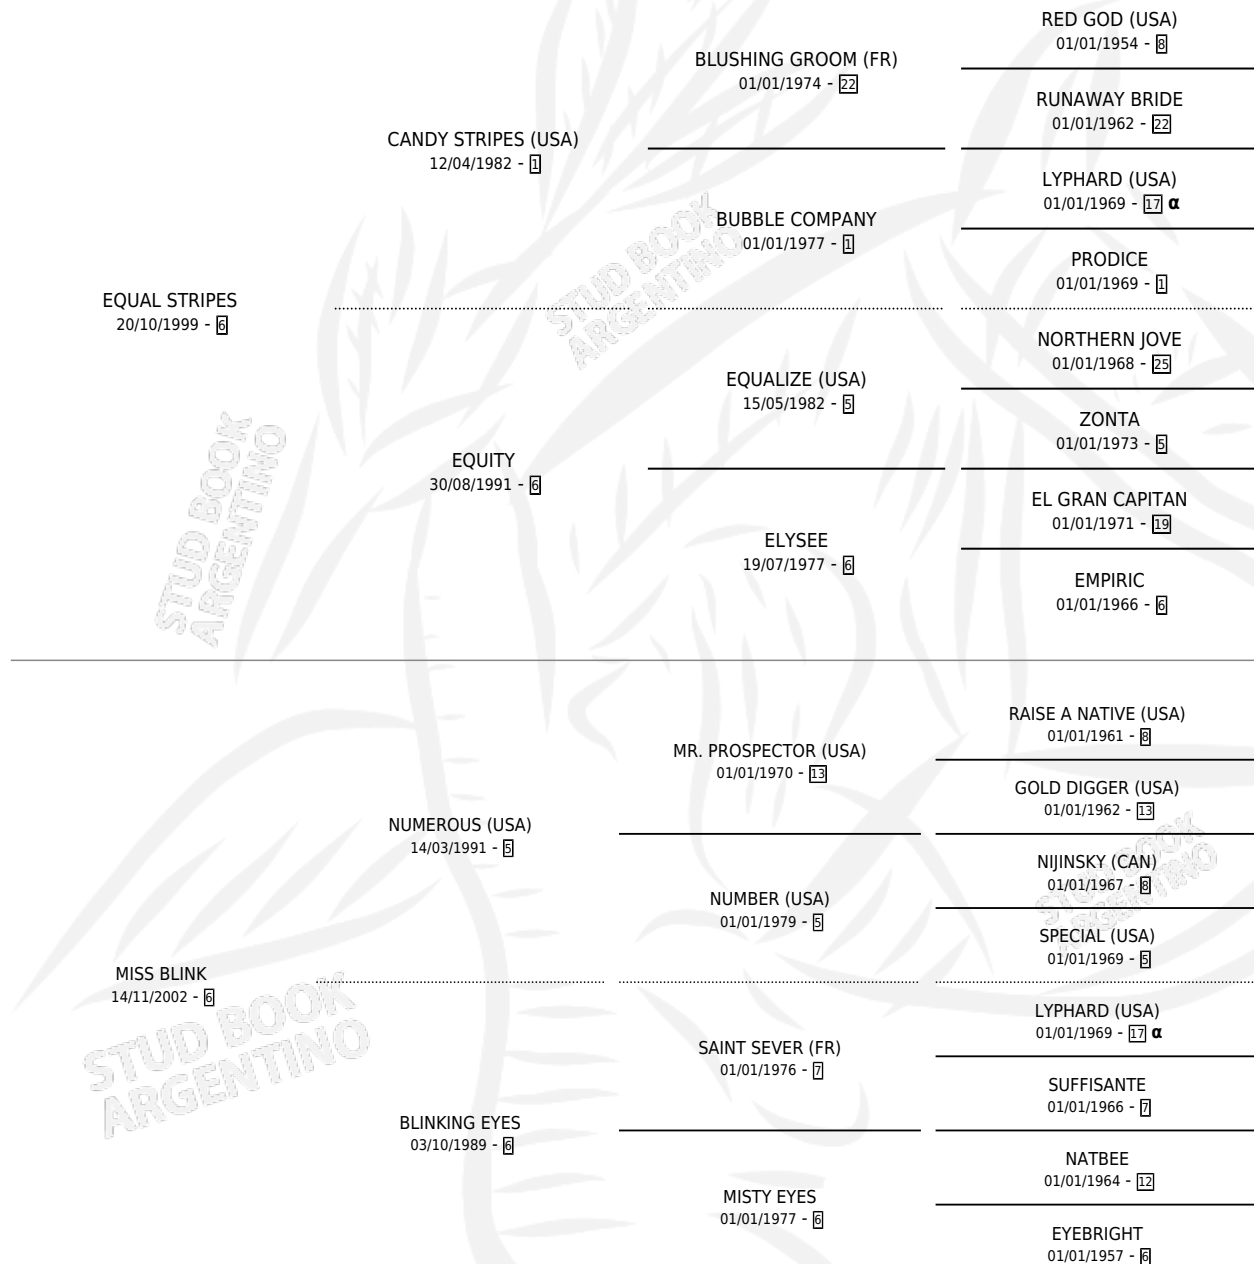 RED GOD (USA)
01/01/1954 - 8
BLUSHING GROOM (FR)
01/01/1974 - 22
RUNAWAY BRIDE
01/01/1962 - 22
CANDY STRIPES (USA)
12/04/1982 - 1
LYPHARD (USA)
01/01/1969 - 17 α
BUBBLE COMPANY
01/01/1977 - 1
PRODICE
01/01/1969 - 1
EQUAL STRIPES
20/10/1999 - 6
NORTHERN JOVE
01/01/1968 - 25
EQUALIZE (USA)
15/05/1982 - 5
ZONTA
01/01/1973 - 5
EQUITY
30/08/1991 - 6
EL GRAN CAPITAN
01/01/1971 - 19
ELYSEE
19/07/1977 - 6
EMPIRIC
01/01/1966 - 6
RAISE A NATIVE (USA)
01/01/1961 - 8
MR. PROSPECTOR (USA)
01/01/1970 - 13
GOLD DIGGER (USA)
01/01/1962 - 13
NUMEROUS (USA)
14/03/1991 - 5
NIJINSKY (CAN)
01/01/1967 - 8
NUMBER (USA)
01/01/1979 - 5
SPECIAL (USA)
01/01/1969 - 5
MISS BLINK
14/11/2002 - 6
LYPHARD (USA)
01/01/1969 - 17 α
SAINT SEVER (FR)
01/01/1976 - 7
SUFFISANTE
01/01/1966 - 7
BLINKING EYES
03/10/1989 - 6
NATBEE
01/01/1964 - 12
MISTY EYES
01/01/1977 - 6
EYEBRIGHT
01/01/1957 - 6
STUD BOOK
ARGENTINO
STUD BOOK
ARGENTINO
STUD BOOK
ARGENTINO
STUD BOOK
ARGENTINO